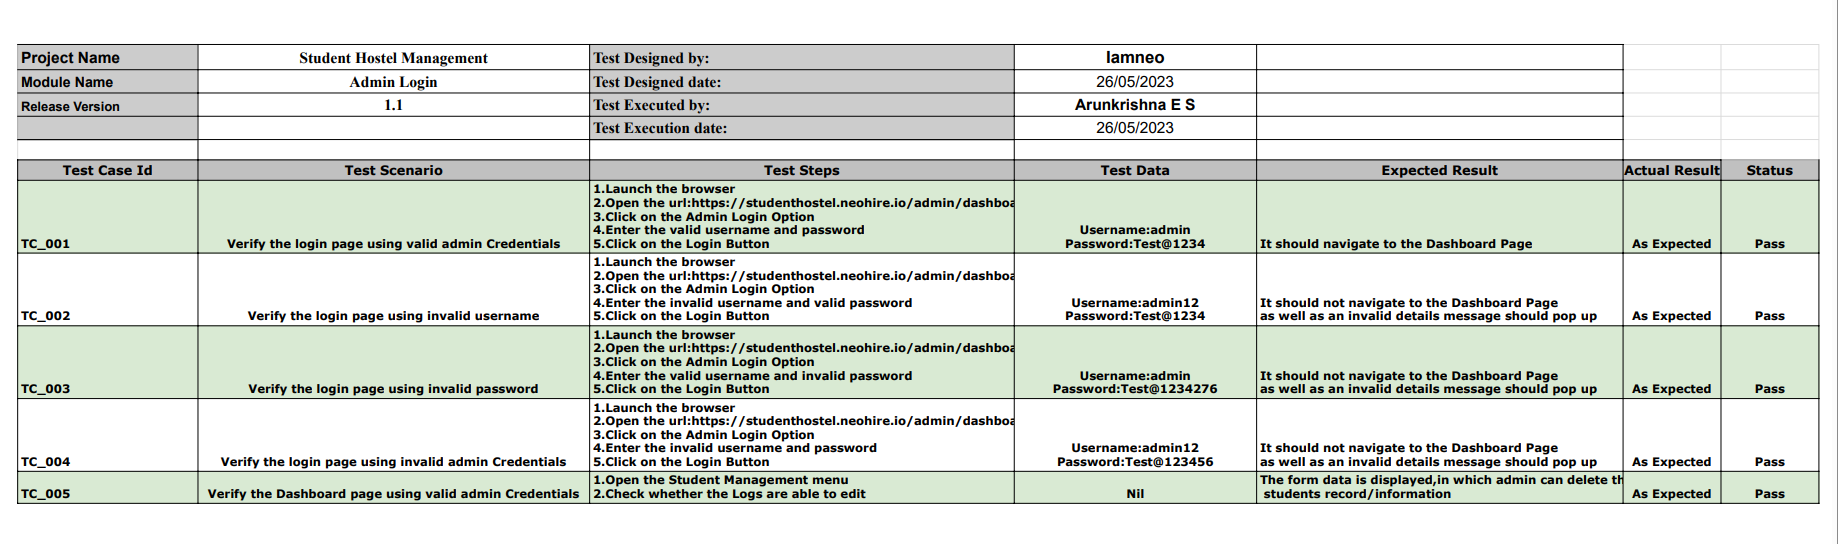 Project Name Student Hostel Management Test Designed by: Iamneo
Module Name Admin Login Test Designed date: 26/05/2023
Release Version 1.1 Test Executed by: Arunkrishna E S
Test Execution date: 26/05/2023
Test Case Id Test Scenario Test Steps Test Data Expected Result Actual Result Status
1.Launch the browser
2.Open the url:https://studenthostel.neohire.io/admin/dashboa
3.Click on the Admin Login Option
4.Enter the valid username and password Username:admin
TC_001 Verify the login page using valid admin Credentials 5.Click on the Login Button Password:Test@1234 It should navigate to the Dashboard Page As Expected Pass
1.Launch the browser
2.Open the url:https://studenthostel.neohire.io/admin/dashboa
3.Click on the Admin Login Option
4.Enter the invalid username and valid password Username:admin12 It should not navigate to the Dashboard Page
TC_002 Verify the login page using invalid username 5.Click on the Login Button Password:Test@1234 as well as an invalid details message should pop up As Expected Pass
1.Launch the browser
2.Open the url:https://studenthostel.neohire.io/admin/dashboa
3.Click on the Admin Login Option
4.Enter the valid username and invalid password Username:admin It should not navigate to the Dashboard Page
TC_003 Verify the login page using invalid password 5.Click on the Login Button Password:Test@1234276 as well as an invalid details message should pop up As Expected Pass
1.Launch the browser
2.Open the url:https://studenthostel.neohire.io/admin/dashboa
3.Click on the Admin Login Option
4.Enter the invalid username and password Username:admin12 It should not navigate to the Dashboard Page
TC_004 Verify the login page using invalid admin Credentials 5.Click on the Login Button Password:Test@123456 as well as an invalid details message should pop up As Expected Pass
1.Open the Student Management menu The form data is displayed,in which admin can delete th
TC_005 Verify the Dashboard page using valid admin Credentials 2.Check whether the Logs are able to edit Nil students record/information As Expected Pass